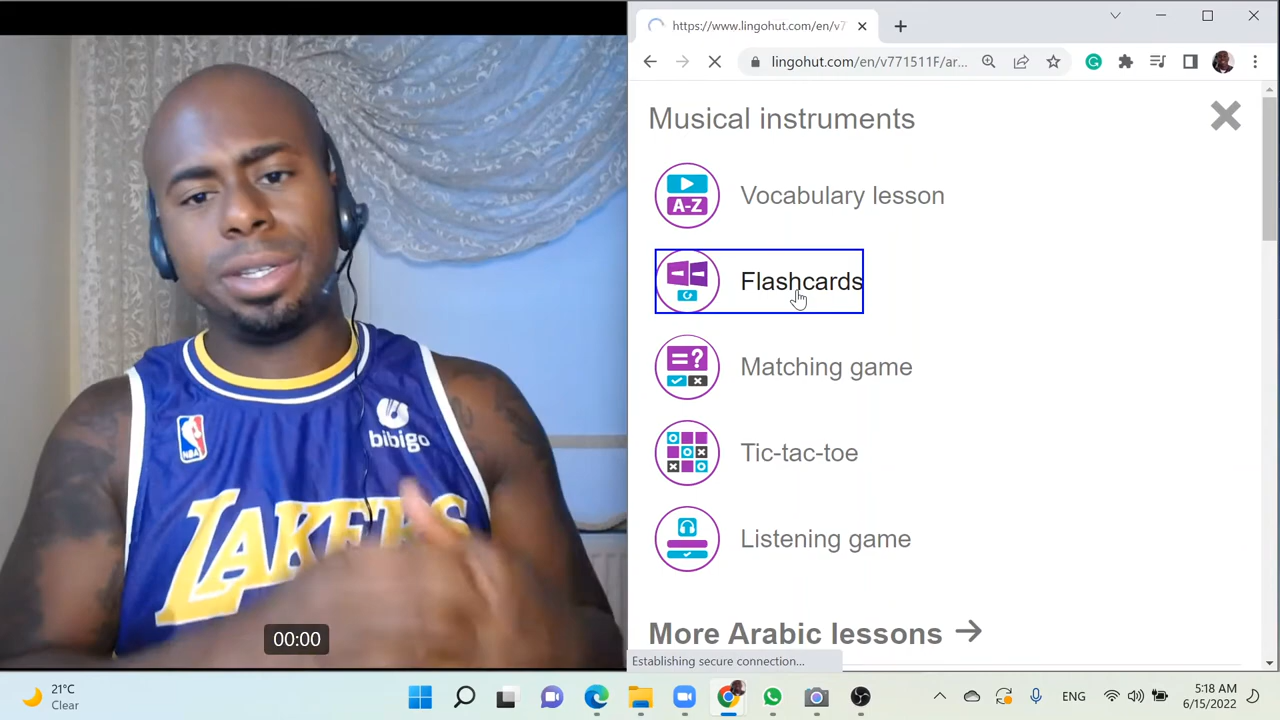 https://www.lingohut.com/en/v7
lingohut.com/en/v771511F/ar...
Musical instruments
A-Z
Vocabulary lesson
Flashcards
=?
Matching game
Tic-tac-toe
Listening game
More Arabic lessons
Establishing secure connection...
NBA
bibigo
LAKERS
00:00
21°C
Clear
ENG
5:18 AM
6/15/2022